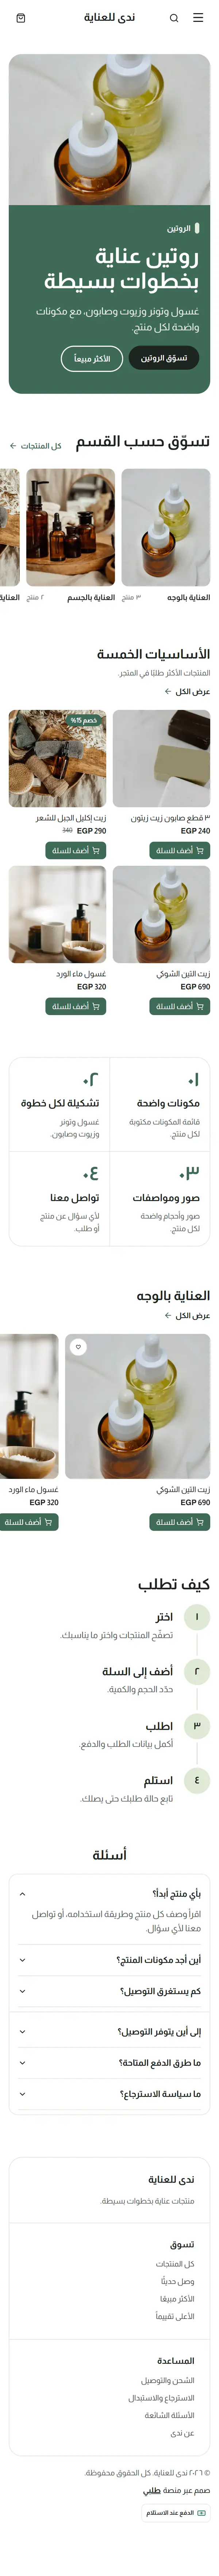 ندى للعناية
الروتين
روتين عناية
بخطوات بسيطة
غسول وتونر وزيوت وصابون، مع مكونات
واضحة لكل منتج.
تسوّق الروتين
الأكثر مبيعاً
تسوّق حسب القسم
كل المنتجات
العناية بالوجه
١٣ منتج
العناية بالجسم
٢ منتج
العناية
الأساسيات الخمسة
المنتجات الأكثر طلبًا في المتجر.
عرض الكل
خصم 15%
٣ قطع صابون زيت زيتون
EGP 240
أضف للسلة
زيت إكليل الجبل للشعر
EGP 290
340
أضف للسلة
زيت التين الشوكي
EGP 690
أضف للسلة
غسول ماء الورد
EGP 320
أضف للسلة
٠١
مكونات واضحة
قائمة المكونات مكتوبة
لكل منتج.
٠٢
تشكيلة لكل خطوة
غسول وتونر
وزيوت وصابون.
٠٣
صور ومواصفات
صور وأحجام واضحة
لكل منتج.
٠٤
تواصل معنا
لأي سؤال عن منتج
أو طلب.
العناية بالوجه
عرض الكل
زيت التين الشوكي
EGP 690
أضف للسلة
غسول ماء الورد
EGP 320
أضف للسلة
كيف تطلب
١
اختر
تصفّح المنتجات واختر ما يناسبك.
٢
أضف إلى السلة
حدّد الحجم والكمية.
٣
اطلب
أكمل بيانات الطلب والدفع.
٤
استلم
تابع حالة طلبك حتى يصلك.
أسئلة
بأي منتج أبدأ؟
اقرأ وصف كل منتج وطريقة استخدامه، أو تواصل
معنا لأي سؤال.
أين أجد مكونات المنتج؟
كم يستغرق التوصيل؟
إلى أين يتوفر التوصيل؟
ما طرق الدفع المتاحة؟
ما سياسة الاسترجاع؟
ندى للعناية
منتجات عناية بخطوات بسيطة.
تسوق
كل المنتجات
وصل حديثًا
الأكثر مبيعًا
الأعلى تقييماً
المساعدة
الشحن والتوصيل
الاسترجاع والاستبدال
الأسئلة الشائعة
عن ندى
© ٢٠٢٦ ندى للعناية. كل الحقوق محفوظة.
صمم عبر منصة طلبي
الدفع عند الاستلام